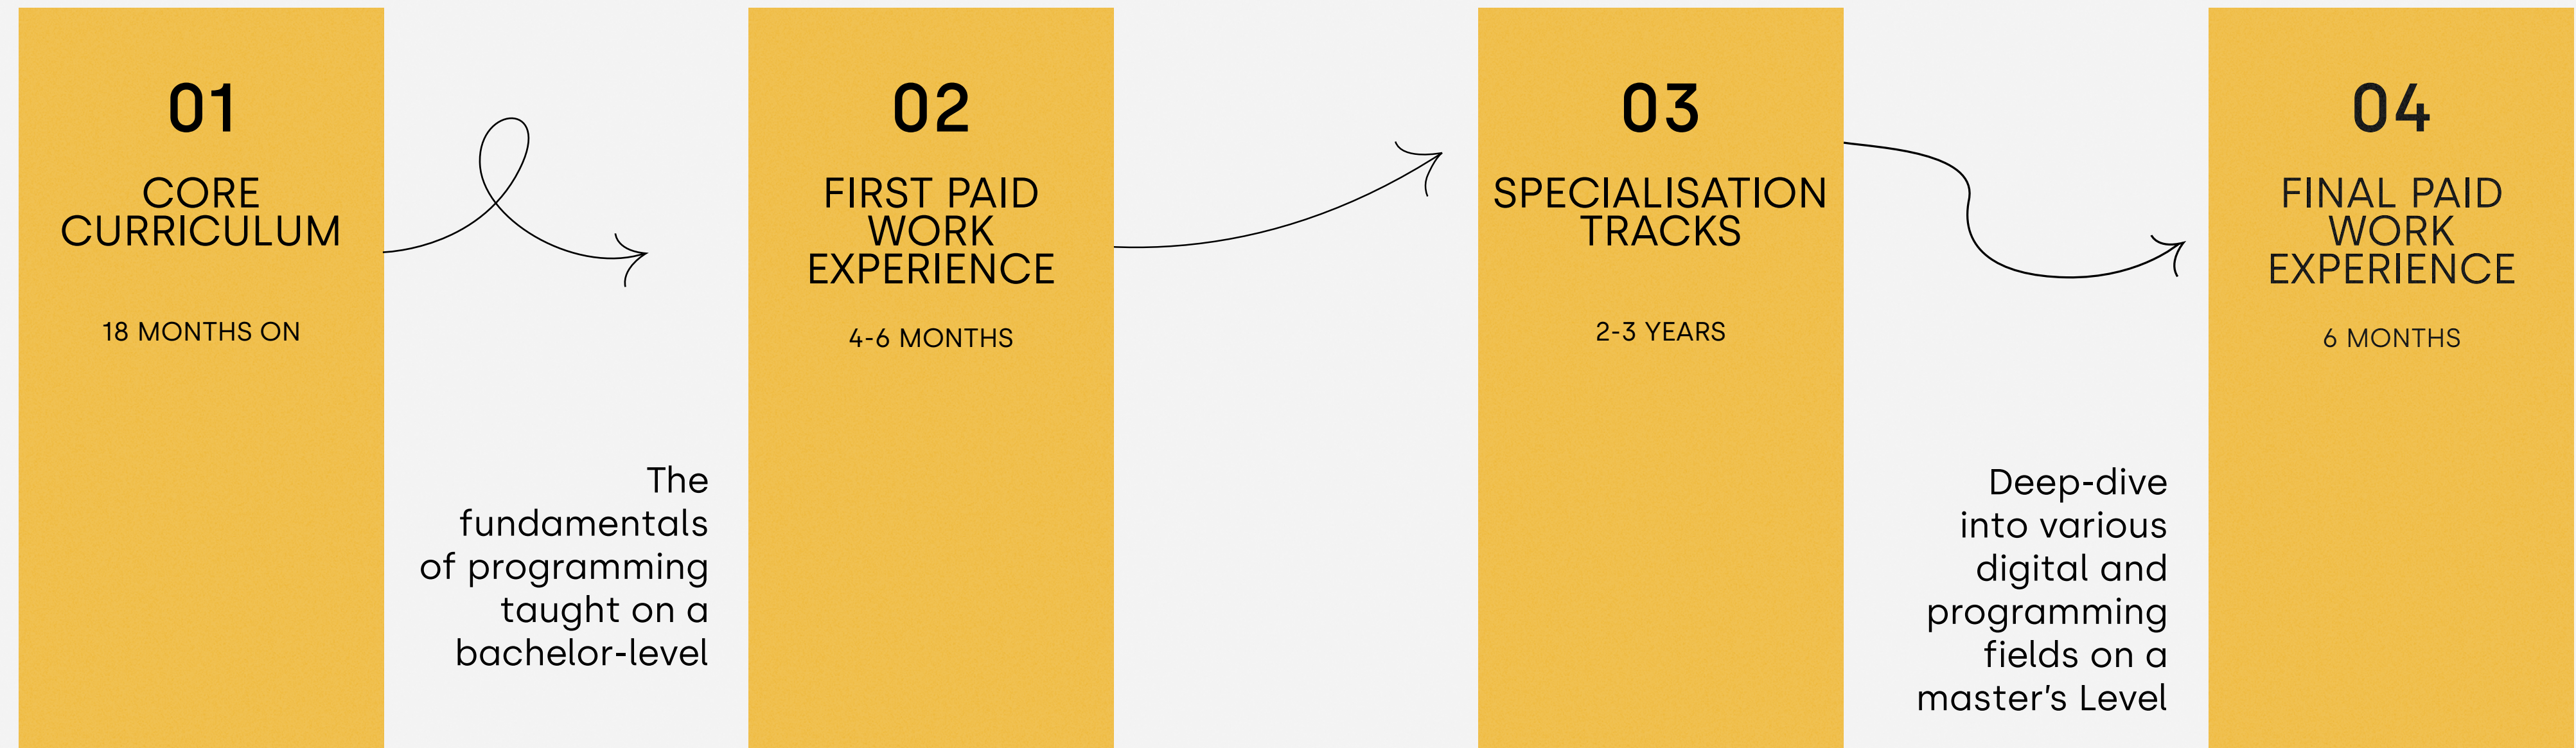 01
CORE
CURRICULUM
18 MONTHS ON
The
fundamentals
of programming
taught on a
bachelor-level
02
FIRST PAID
WORK
EXPERIENCE
4-6 MONTHS
03
SPECIALISATION
TRACKS
2-3 YEARS
Deep-dive
into various
digital and
programming
fields on a
master’s Level
04
FINAL PAID
WORK
EXPERIENCE
6 MONTHS